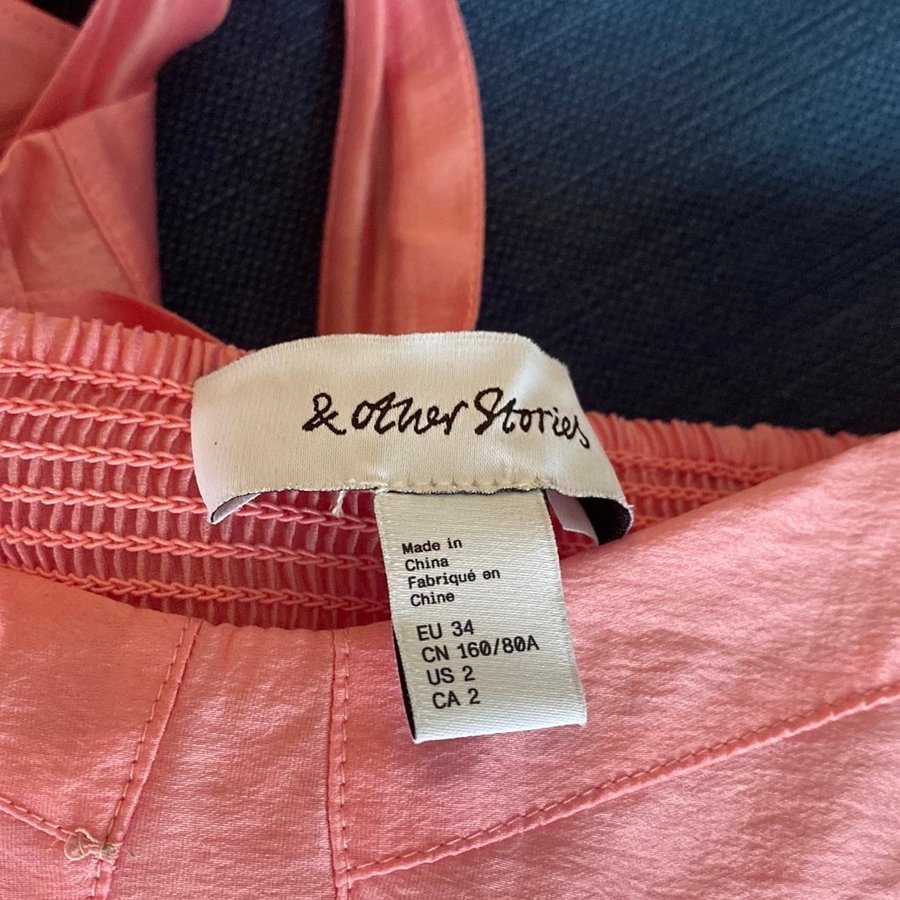 & other Stories
Made in
China
Fabriqué en
Chine
EU 34
CN 160/80A
US 2
CA 2